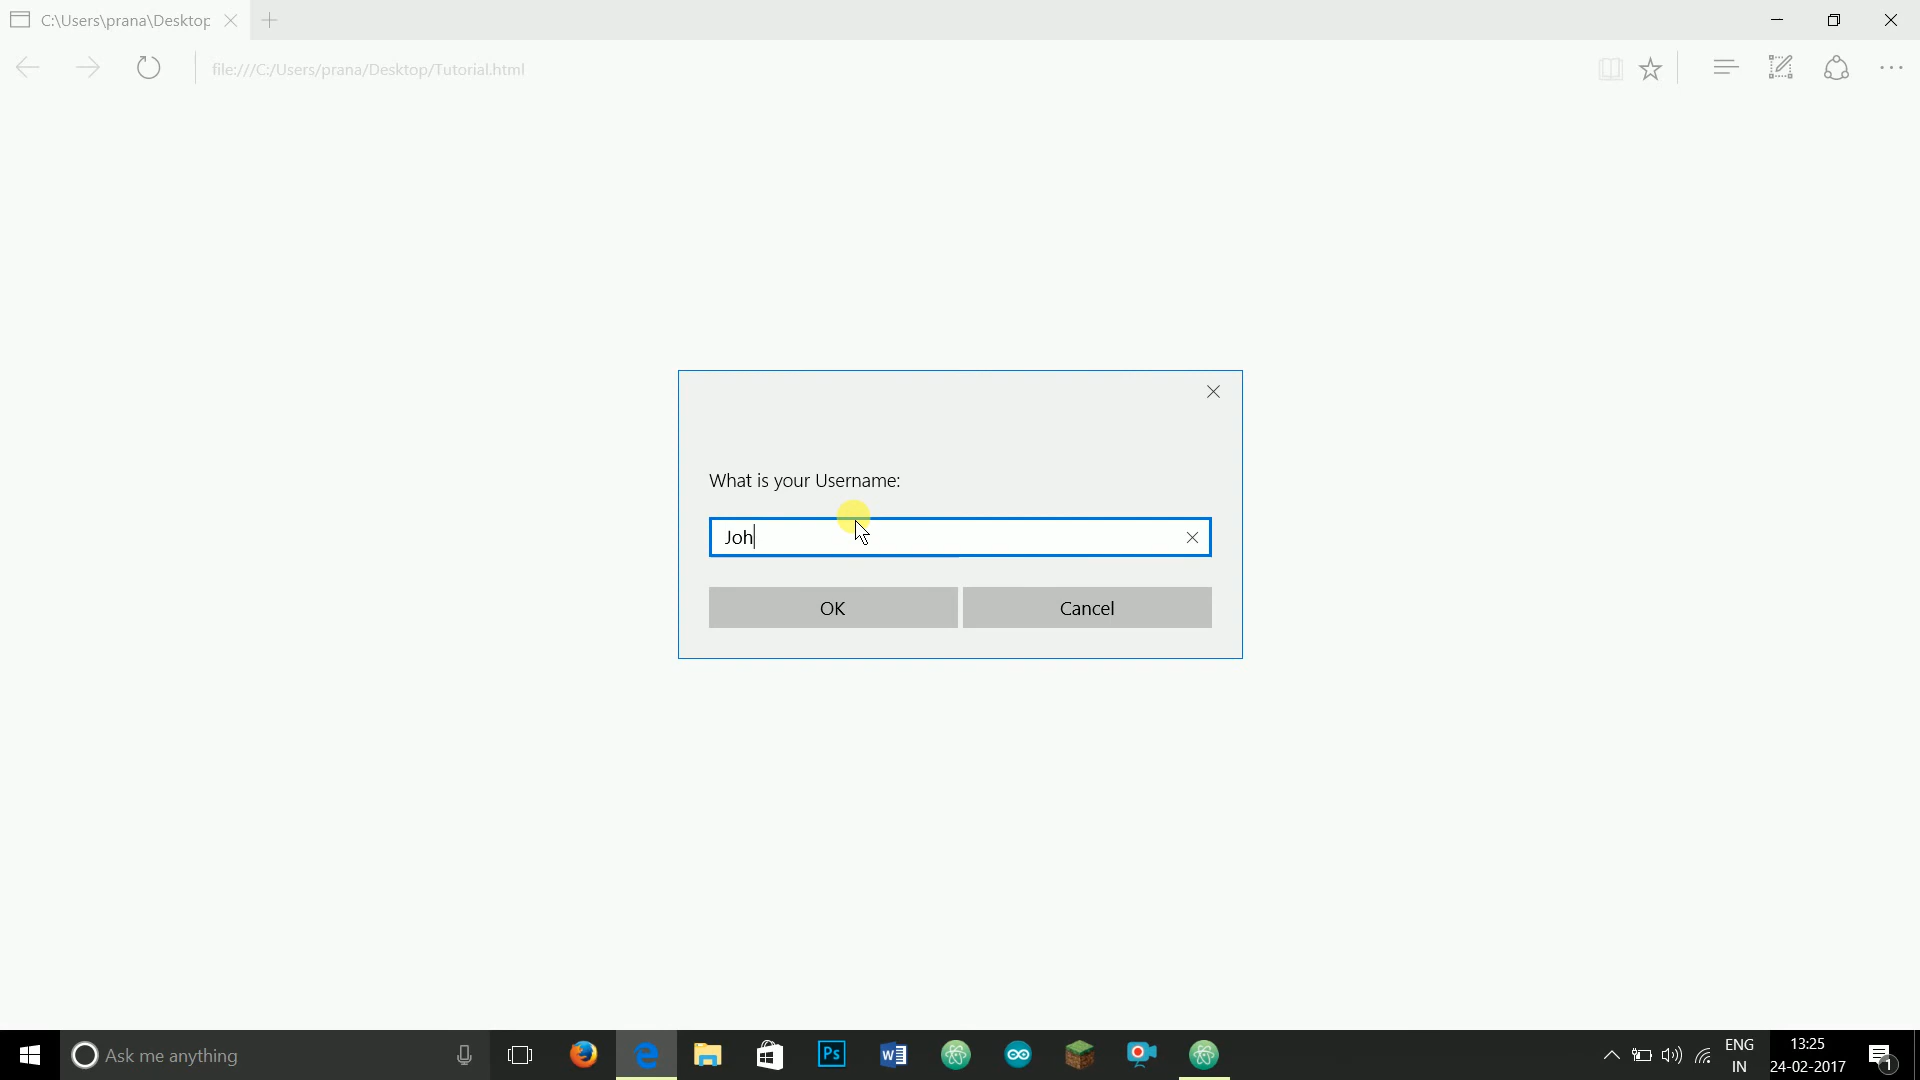 C:\Users\prana\Desktop
file:///C:/Users/prana/Desktop/Tutorial.html
What is your Username:
Joh
OK
Cancel
Ask me anything
Ps
W
ENG
IN
13:25
24-02-2017
1